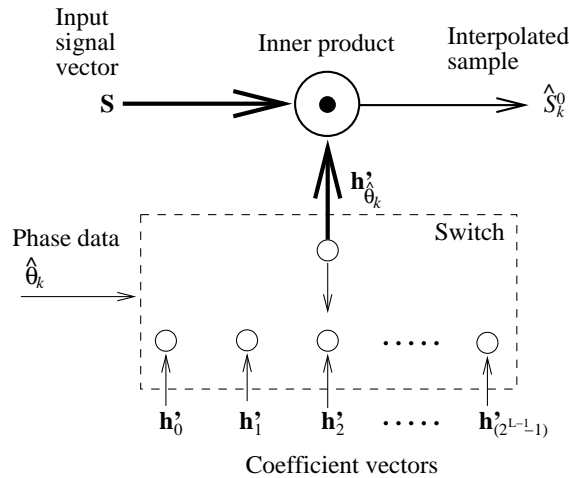 Input
signal
vector
Inner product
Interpolated
sample
S
Ŝ⁰ₖ
h'θ̂ₖ
Switch
Phase data
θ̂ₖ
.....
h'₀ h'₁ h'₂ ..... h'(2ᴸ⁻¹−1)
Coefficient vectors